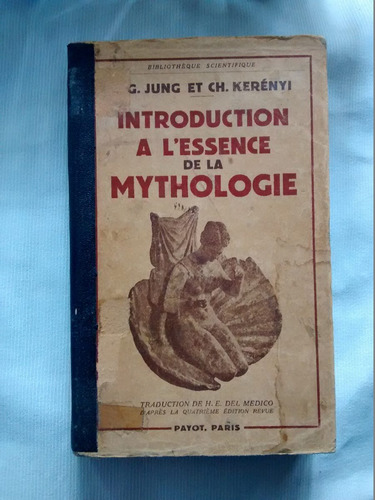 BIBLIOTHÈQUE SCIENTIFIQUE
G. JUNG ET CH. KERÉNYI
INTRODUCTION
A L'ESSENCE
DE LA
MYTHOLOGIE
TRADUCTION DE H. E. DEL MEDICO
D'APRÈS LA QUATRIÈME ÉDITION REVUE
PAYOT, PARIS